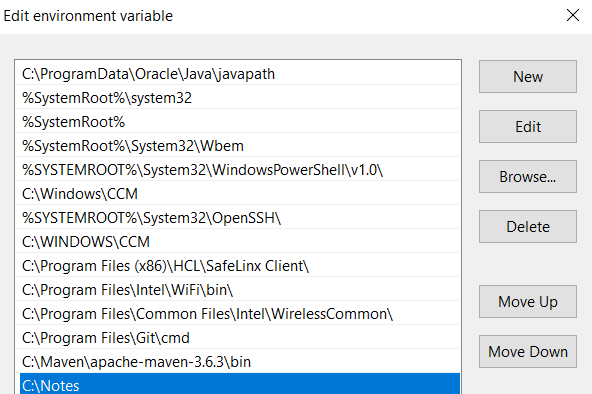 Edit environment variable
C:\ProgramData\Oracle\Java\javapath
%SystemRoot%\system32
%SystemRoot%
%SystemRoot%\System32\Wbem
%SYSTEMROOT%\System32\WindowsPowerShell\v1.0\
C:\Windows\CCM
%SYSTEMROOT%\System32\OpenSSH\
C:\WINDOWS\CCM
C:\Program Files (x86)\HCL\SafeLinx Client\
C:\Program Files\Intel\WiFi\bin\
C:\Program Files\Common Files\Intel\WirelessCommon\
C:\Program Files\Git\cmd
C:\Maven\apache-maven-3.6.3\bin
C:\Notes
New
Edit
Browse...
Delete
Move Up
Move Down